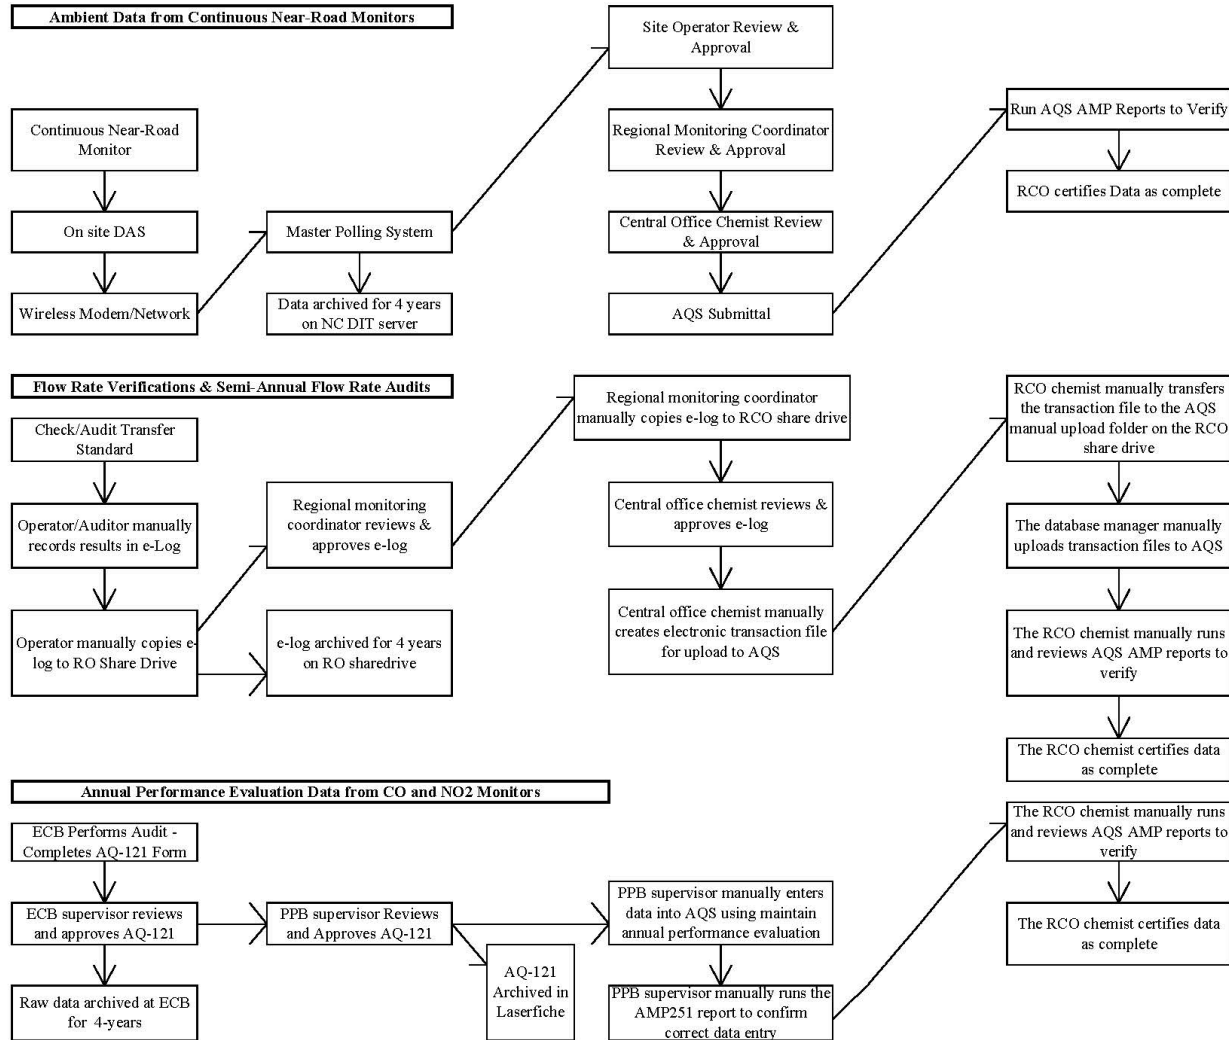 Ambient Data from Continuous Near-Road Monitors
Continuous Near-Road
Monitor
On site DAS
Wireless Modem/Network
Master Polling System
Data archived for 4 years
on NC DIT server
Site Operator Review &
Approval
Regional Monitoring Coordinator
Review & Approval
Central Office Chemist Review
& Approval
AQS Submittal
Run AQS AMP Reports to Verify
RCO certifies Data as complete
Flow Rate Verifications & Semi-Annual Flow Rate Audits
Check/Audit Transfer
Standard
Operator/Auditor manually
records results in e-Log
Operator manually copies e-
log to RO Share Drive
Regional monitoring
coordinator reviews &
approves e-log
e-log archived for 4 years
on RO sharedrive
Regional monitoring coordinator
manually copies e-log to RCO share drive
Central office chemist reviews &
approves e-log
Central office chemist manually
creates electronic transaction file
for upload to AQS
RCO chemist manually transfers
the transaction file to the AQS
manual upload folder on the RCO
share drive
The database manager manually
uploads transaction files to AQS
The RCO chemist manually runs
and reviews AQS AMP reports to
verify
The RCO chemist certifies data
as complete
Annual Performance Evaluation Data from CO and NO2 Monitors
ECB Performs Audit -
Completes AQ-121 Form
ECB supervisor reviews
and approves AQ-121
Raw data archived at ECB
for 4-years
PPB supervisor Reviews
and Approves AQ-121
AQ-121
Archived in
Laserfiche
PPB supervisor manually enters
data into AQS using maintain
annual performance evaluation
PPB supervisor manually runs the
AMP251 report to confirm
correct data entry
The RCO chemist manually runs
and reviews AQS AMP reports to
verify
The RCO chemist certifies data
as complete